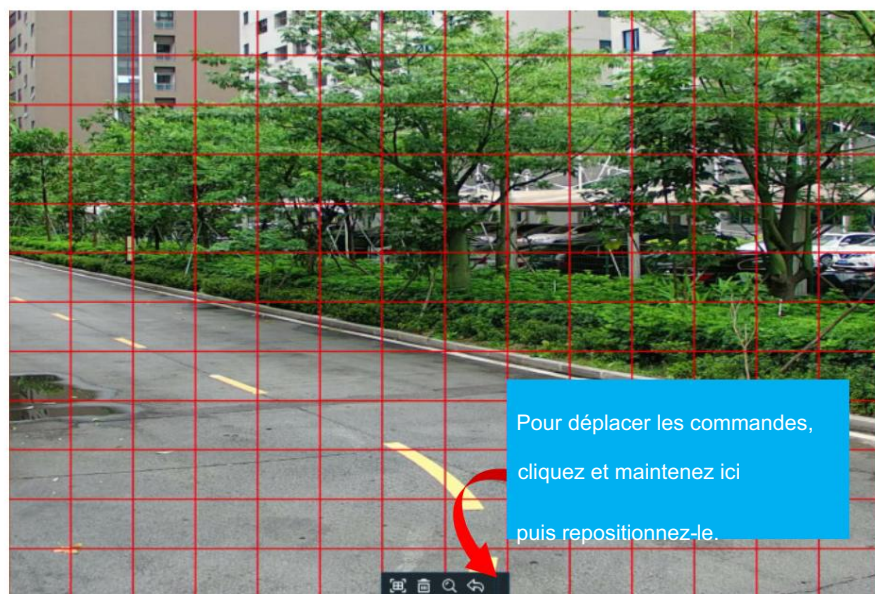 Pour déplacer les commandes,
cliquez et maintenez ici
puis repositionnez-le.